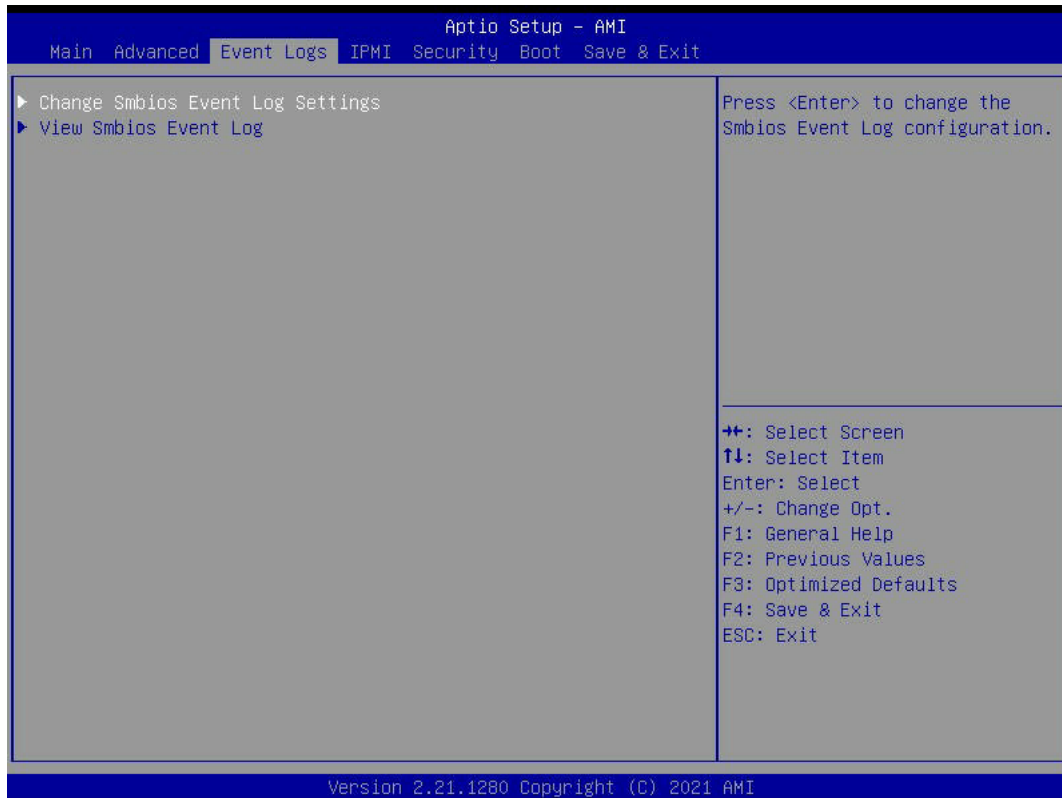 Aptio Setup – AMI
Main Advanced Event Logs IPMI Security Boot Save & Exit
▶ Change Smbios Event Log Settings
▶ View Smbios Event Log
Press <Enter> to change the
Smbios Event Log configuration.
→←: Select Screen
↑↓: Select Item
Enter: Select
+/-: Change Opt.
F1: General Help
F2: Previous Values
F3: Optimized Defaults
F4: Save & Exit
ESC: Exit
Version 2.21.1280 Copyright (C) 2021 AMI